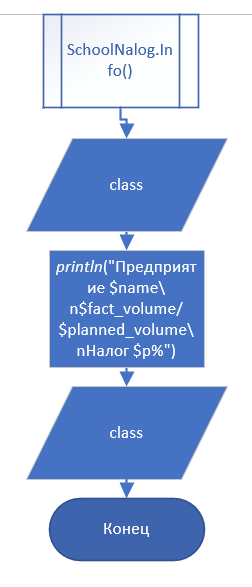 SchoolNalog.In
fo()
class
println("Предприят
ие $name\
n$fact_volume/
$planned_volume\
nНалог $p%")
class
Конец